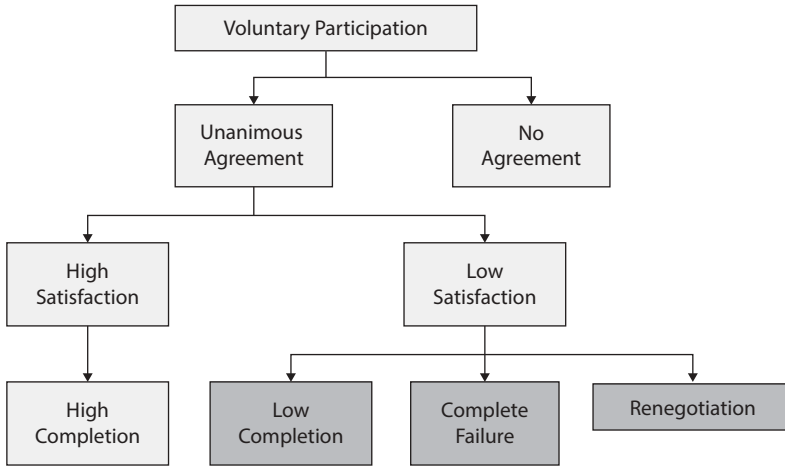 Voluntary Participation
Unanimous
Agreement
No
Agreement
High
Satisfaction
Low
Satisfaction
High
Completion
Low
Completion
Complete
Failure
Renegotiation